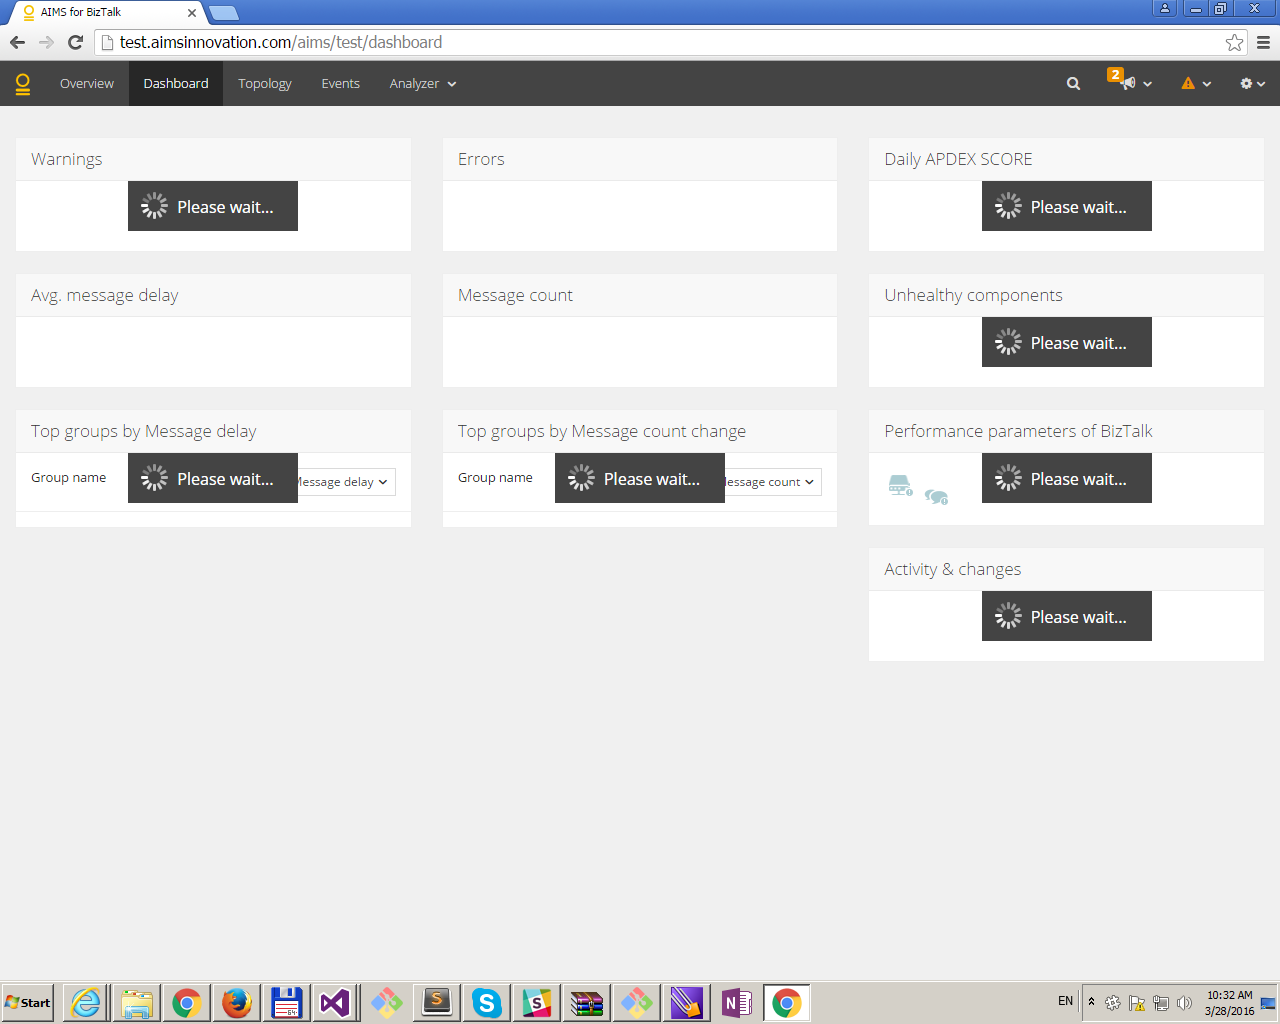 AIMS for BizTalk
test.aimsinnovation.com/aims/test/dashboard
Overview
Dashboard
Topology
Events
Analyzer
2
Warnings
Please wait...
Errors
Daily APDEX SCORE
Please wait...
Avg. message delay
Message count
Unhealthy components
Please wait...
Top groups by Message delay
Group name
Please wait...
Message delay
Top groups by Message count change
Group name
Please wait...
Message count
Performance parameters of BizTalk
Please wait...
Activity & changes
Please wait...
Start
64
S
S
N
EN
10:32 AM
3/28/2016